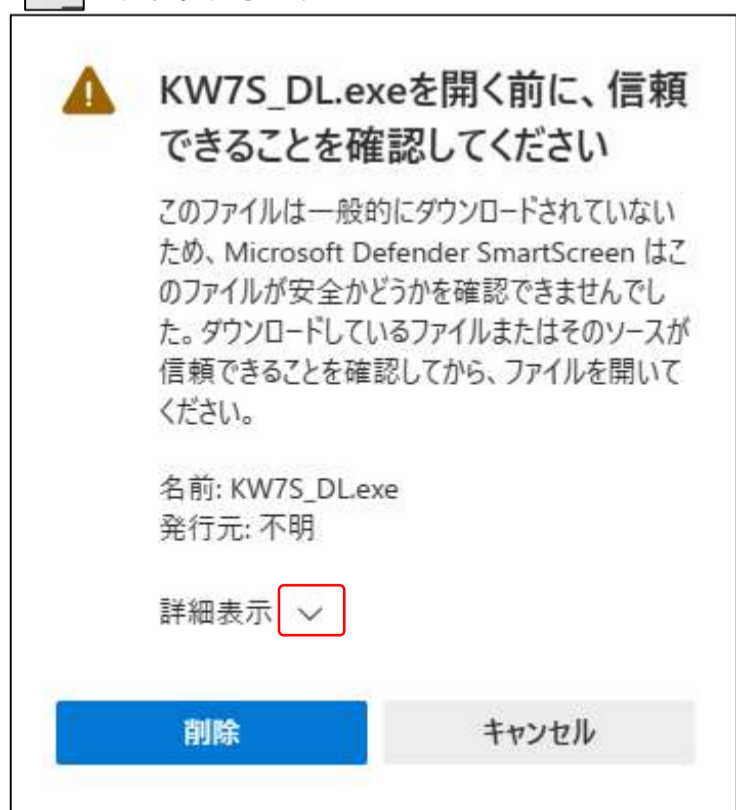 KW7S_DL.exeを開く前に、信頼
できることを確認してください
このファイルは一般的にダウンロードされていない
ため、Microsoft Defender SmartScreen はこ
のファイルが安全かどうかを確認できませんでし
た。ダウンロードしているファイルまたはそのソースが
信頼できることを確認してから、ファイルを開いて
ください。
名前: KW7S_DL.exe
発行元: 不明
詳細表示
削除
キャンセル